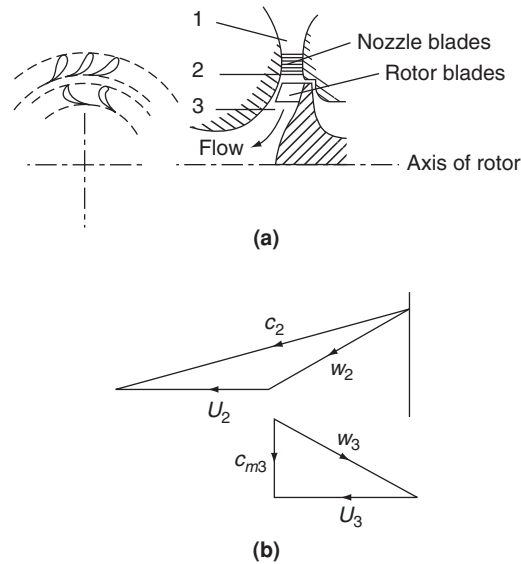 1
Nozzle blades
2
Rotor blades
3
Flow
Axis of rotor
(a)
c2
w2
U2
w3
cm3
U3
(b)